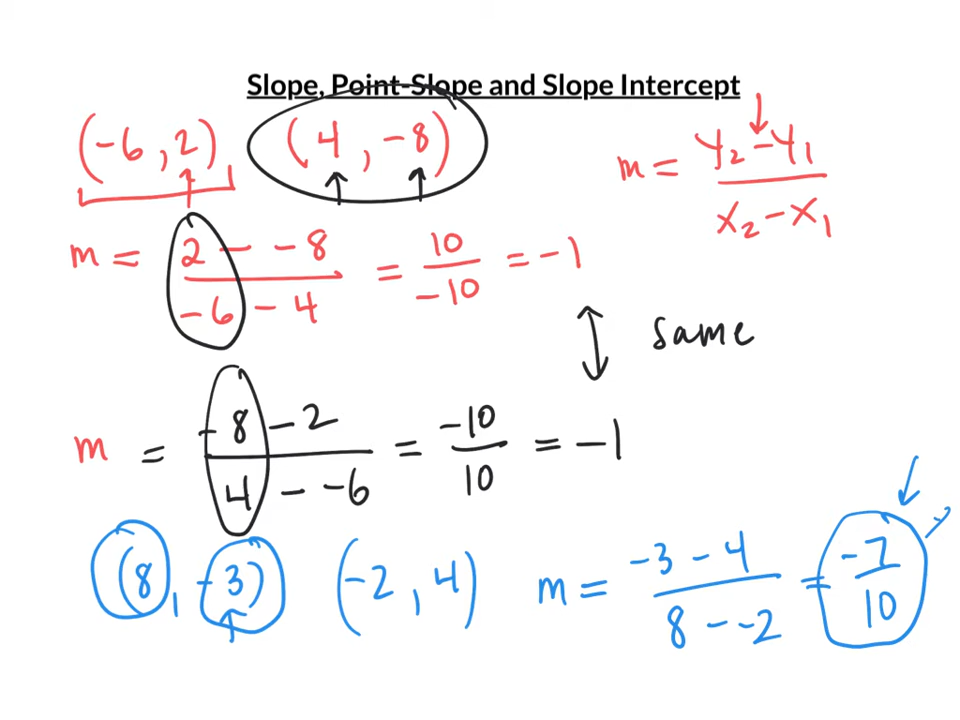 Slope, Point-Slope and Slope Intercept
(-6, 2) (4, -8) m = y₂ - y₁ / x₂ - x₁
m = 2 - -8 / -6 - 4 = 10 / -10 = -1
same
m = -8 - 2 / 4 - -6 = -10 / 10 = -1
(8, -3) (-2, 4) m = -3 - 4 / 8 - -2 = -7 / 10